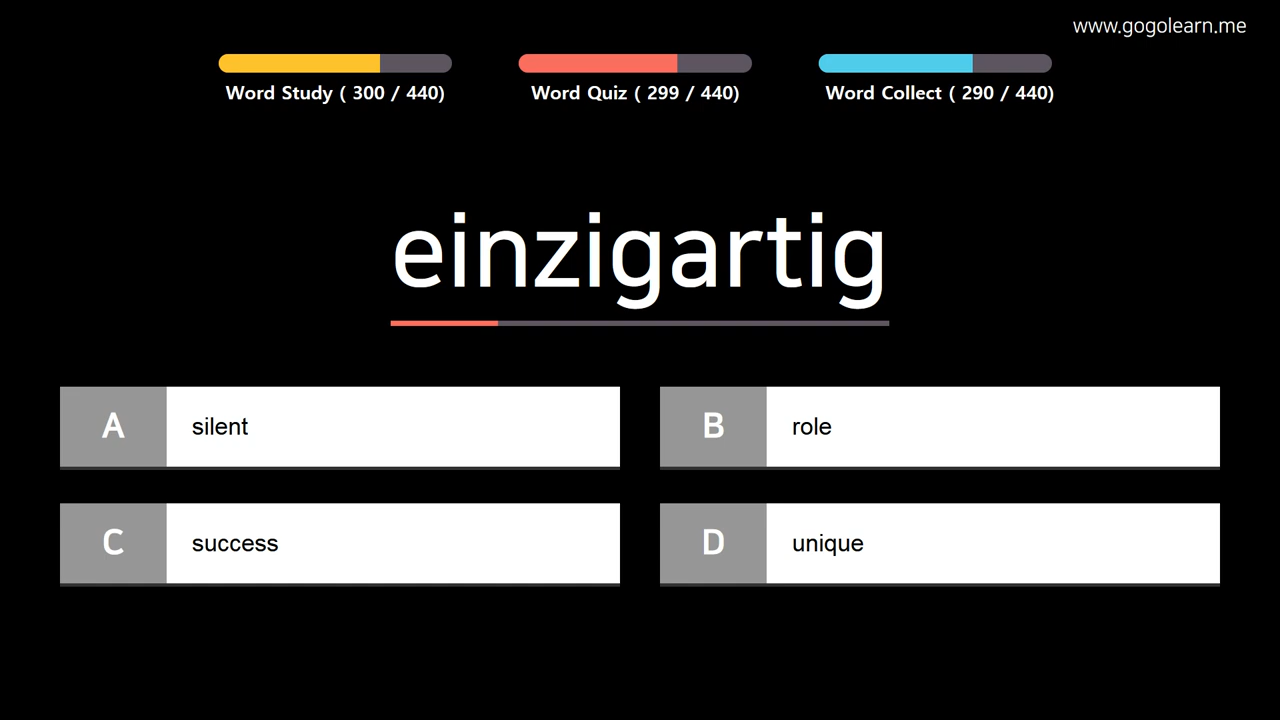 www.gogolearn.me
Word Study ( 300 / 440)
Word Quiz ( 299 / 440)
Word Collect ( 290 / 440)
einzigartig
A silent
B role
C success
D unique